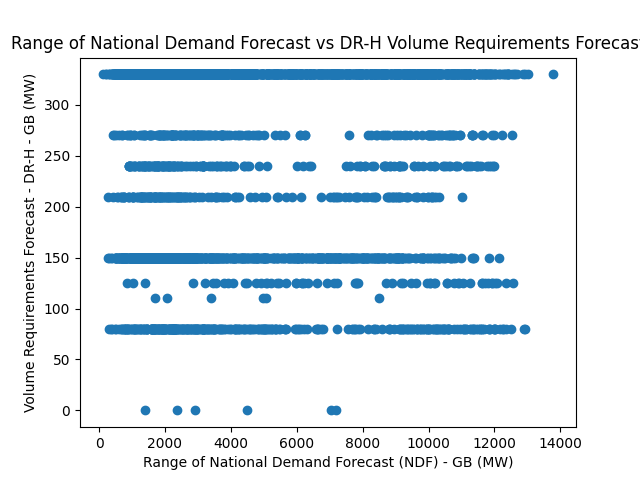 Range of National Demand Forecast vs DR-H Volume Requirements Forecas
Volume Requirements Forecast - DR-H - GB (MW)
300
250
200
150
100
50
0
0 2000 4000 6000 8000 10000 12000 14000
Range of National Demand Forecast (NDF) - GB (MW)